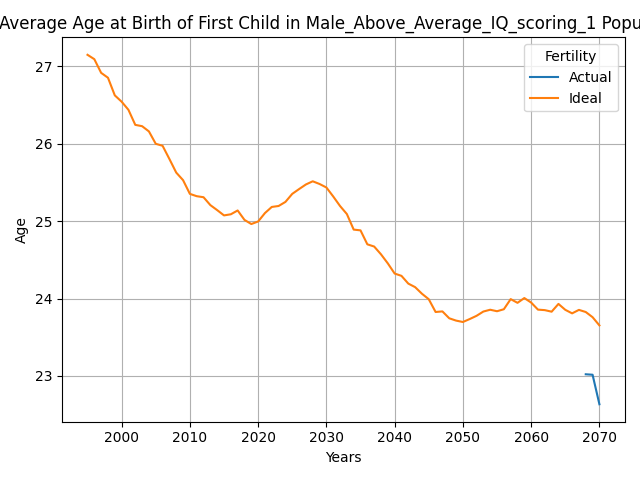 Average Age at Birth of First Child in Male_Above_Average_IQ_scoring_1 Popu
Fertility
Actual
Ideal
27
26
25
24
23
Age
2000 2010 2020 2030 2040 2050 2060 2070
Years